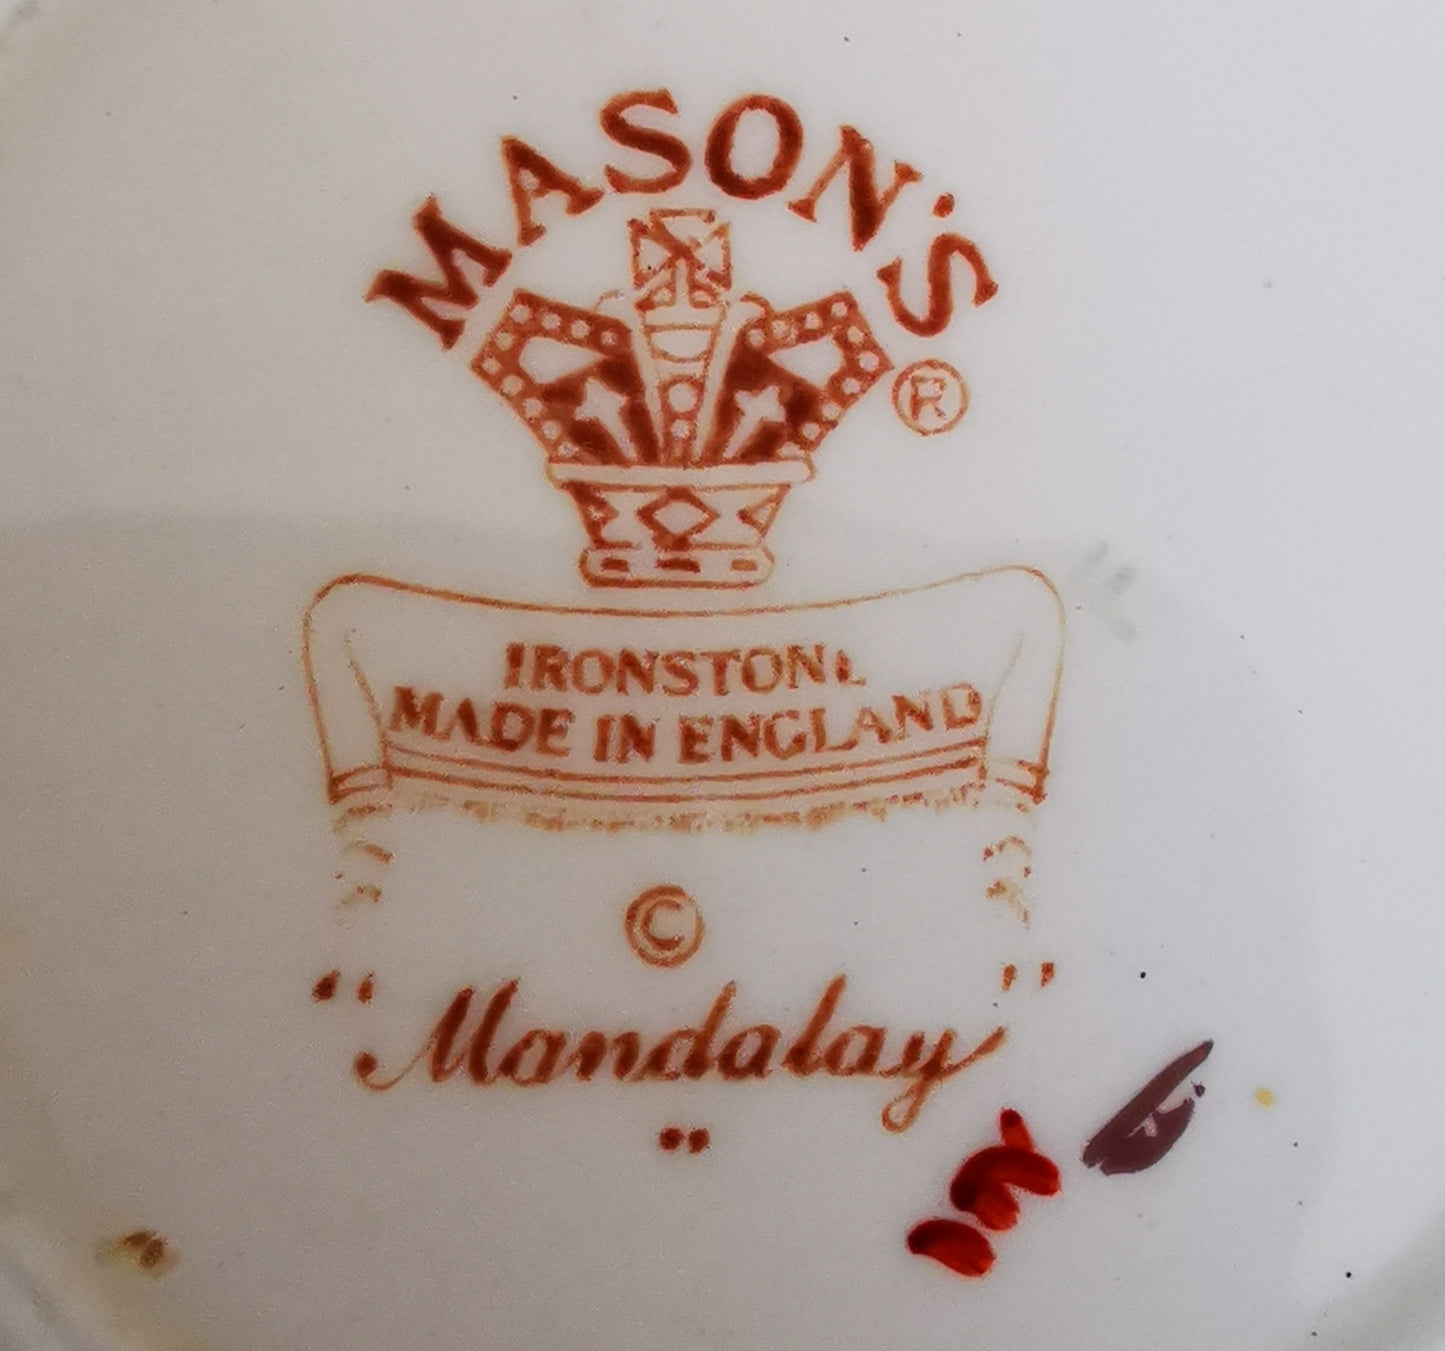 MASON'S
®
IRONSTONE
MADE IN ENGLAND
©
"Mandalay"